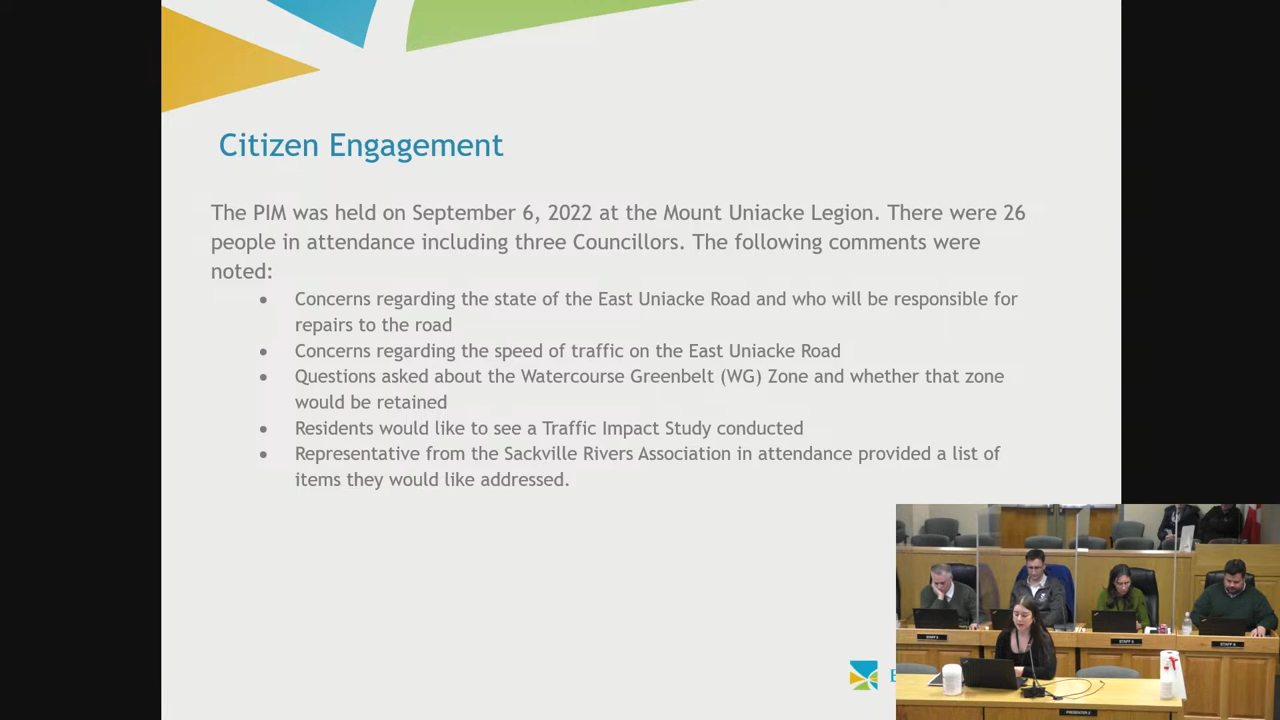 Citizen Engagement
The PIM was held on September 6, 2022 at the Mount Uniacke Legion. There were 26
people in attendance including three Councillors. The following comments were
noted:
• Concerns regarding the state of the East Uniacke Road and who will be responsible for
repairs to the road
• Concerns regarding the speed of traffic on the East Uniacke Road
• Questions asked about the Watercourse Greenbelt (WG) Zone and whether that zone
would be retained
• Residents would like to see a Traffic Impact Study conducted
• Representative from the Sackville Rivers Association in attendance provided a list of
items they would like addressed.